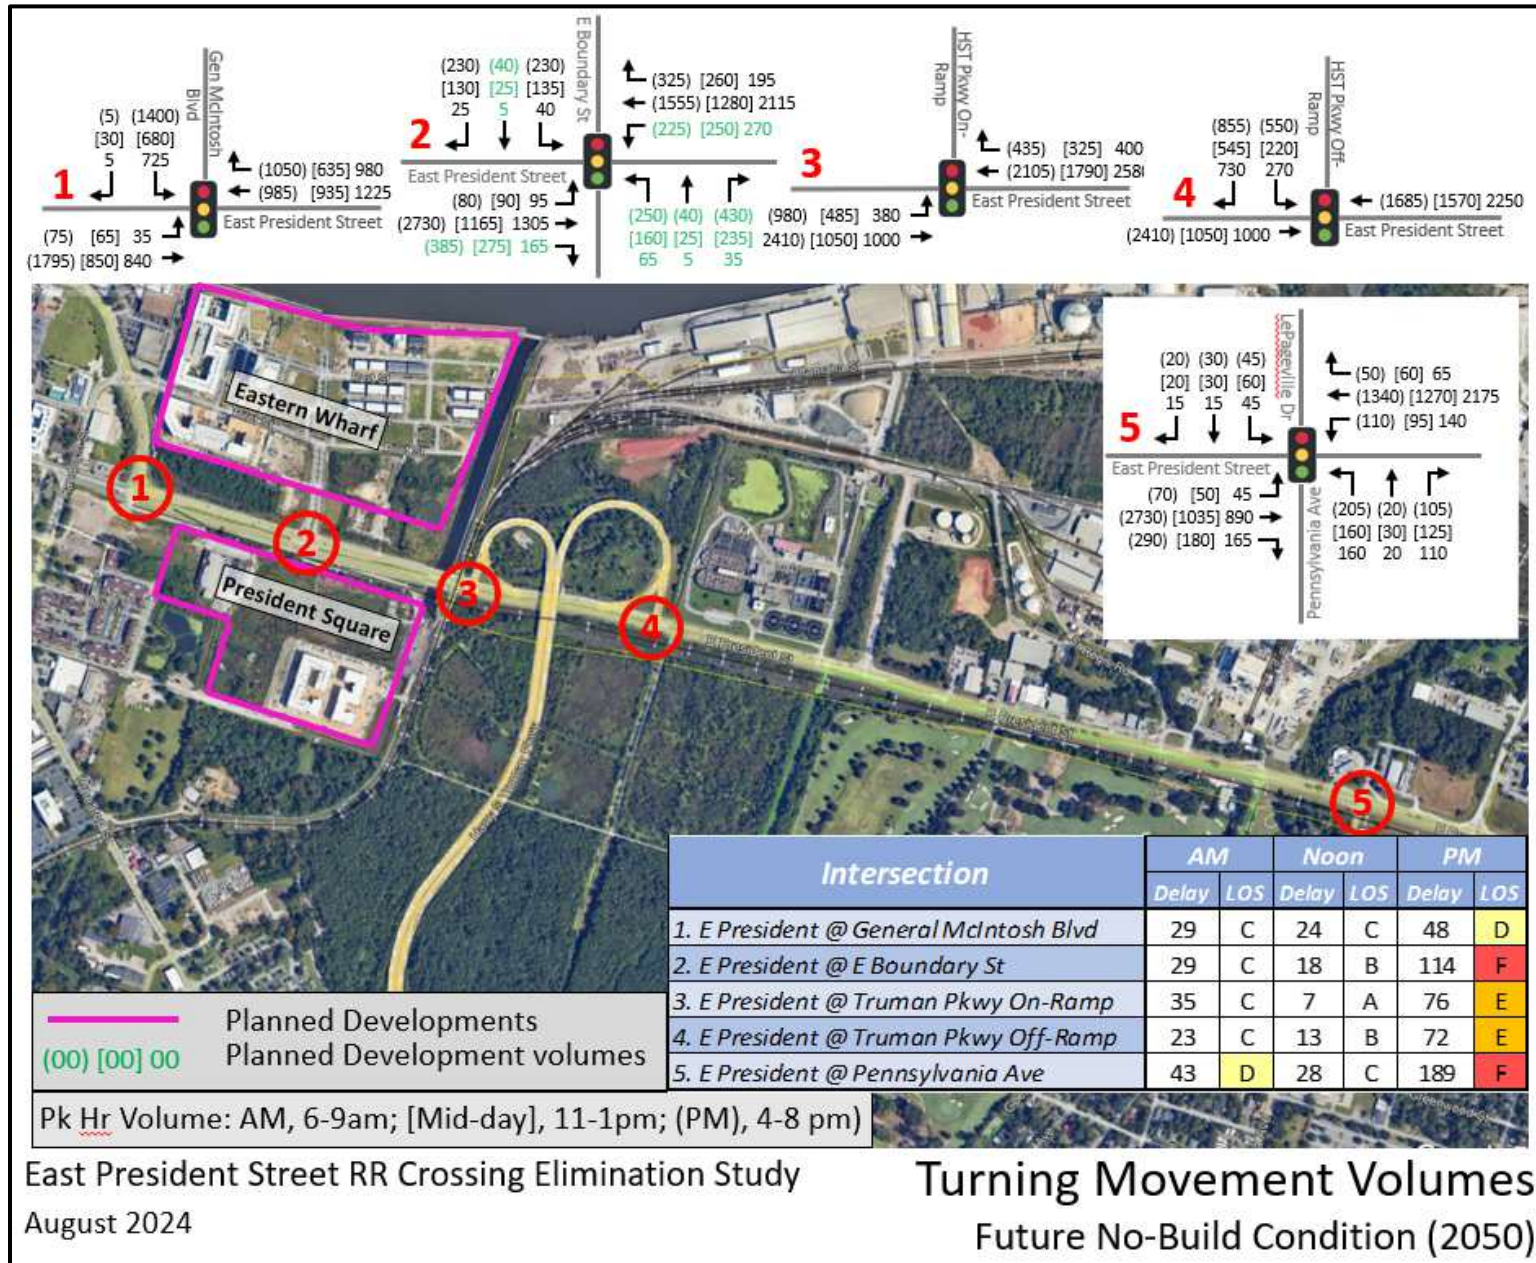 Gen McIntosh
Blvd
(5) (1400)
[30] [680]
5 725
1
(1050) [635] 980
(985) [935] 1225
East President Street
(75) [65] 35
(1795) [850] 840
E Boundary St
(230) (40) (230)
[130] [25] [135]
25 5 40
2
(325) [260] 195
(1555) [1280] 2115
(225) [250] 270
East President Street
(80) [90] 95
(2730) [1165] 1305
(385) [275] 165
(250) (40) (430)
[160] [25] [235]
65 5 35
HST Pkwy On-
Ramp
3
(435) [325] 400
(2105) [1790] 258
East President Street
(980) [485] 380
2410) [1050] 1000
HST Pkwy Off-
Ramp
(855) (550)
[545] [220]
730 270
4
(1685) [1570] 2250
(2410) [1050] 1000
East President Street
LePageville Dr
(20) (30) (45)
[20] [30] [60]
15 15 45
5
(50) [60] 65
(1340) [1270] 2175
(110) [95] 140
East President Street
(70) [50] 45
(2730) [1035] 890
(290) [180] 165
Pennsylvania Ave
(205) (20) (105)
[160] [30] [125]
160 20 110
Eastern Wharf
President Square
1
2
3
4
5
E President St
Intersection AM Noon PM
Delay LOS Delay LOS Delay LOS
1. E President @ General McIntosh Blvd 29 C 24 C 48 D
2. E President @ E Boundary St 29 C 18 B 114 F
3. E President @ Truman Pkwy On-Ramp 35 C 7 A 76 E
4. E President @ Truman Pkwy Off-Ramp 23 C 13 B 72 E
5. E President @ Pennsylvania Ave 43 D 28 C 189 F
Planned Developments
(00) [00] 00 Planned Development volumes
Pk Hr Volume: AM, 6-9am; [Mid-day], 11-1pm; (PM), 4-8 pm)
East President Street RR Crossing Elimination Study
August 2024
Turning Movement Volumes
Future No-Build Condition (2050)